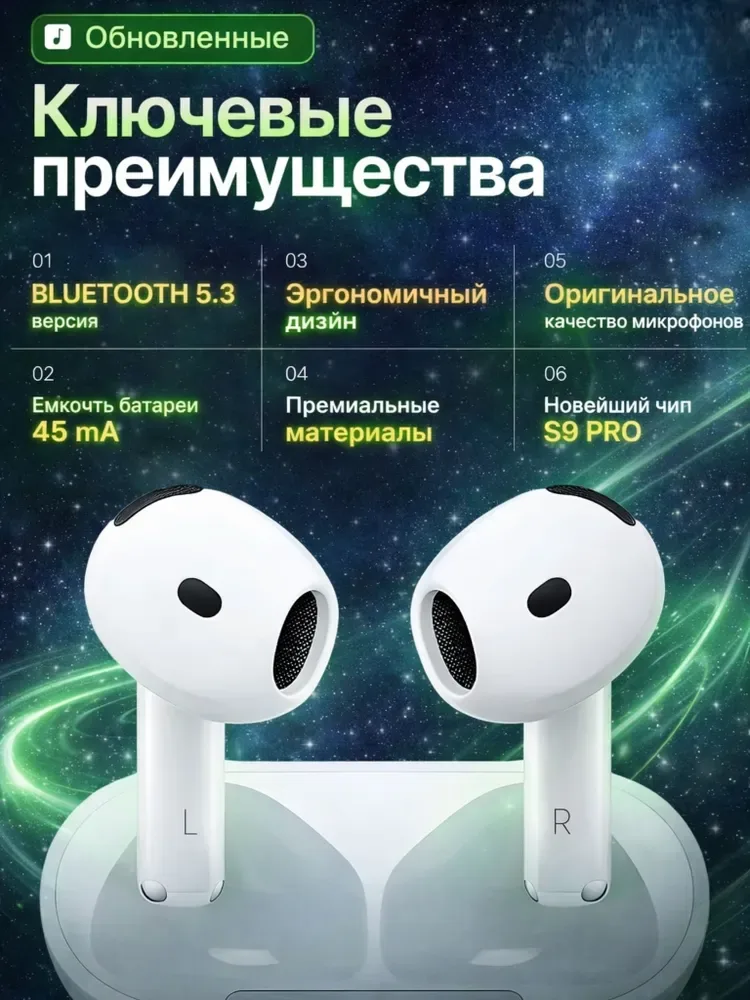 Обновленные
Ключевые
преимущества
01
BLUETOOTH 5.3
версия
03
Эргономичный
дизйн
05
Оригинальное
качество микрофонов
02
Емкочть батареи
45 mA
04
Премиальные
материалы
06
Новейший чип
S9 PRO
L
R